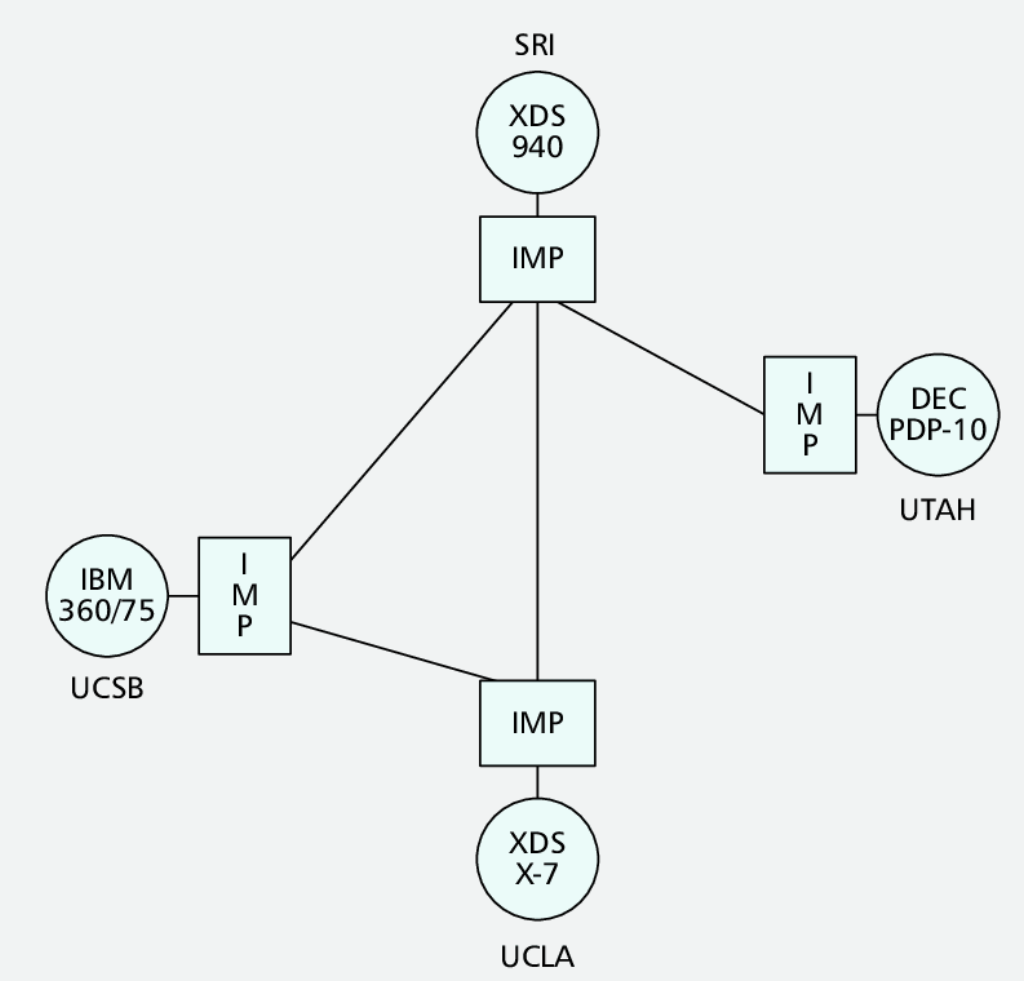 SRI
XDS
940
IMP
I
M
P
DEC
PDP-10
UTAH
IBM
360/75
I
M
P
UCSB
IMP
XDS
X-7
UCLA